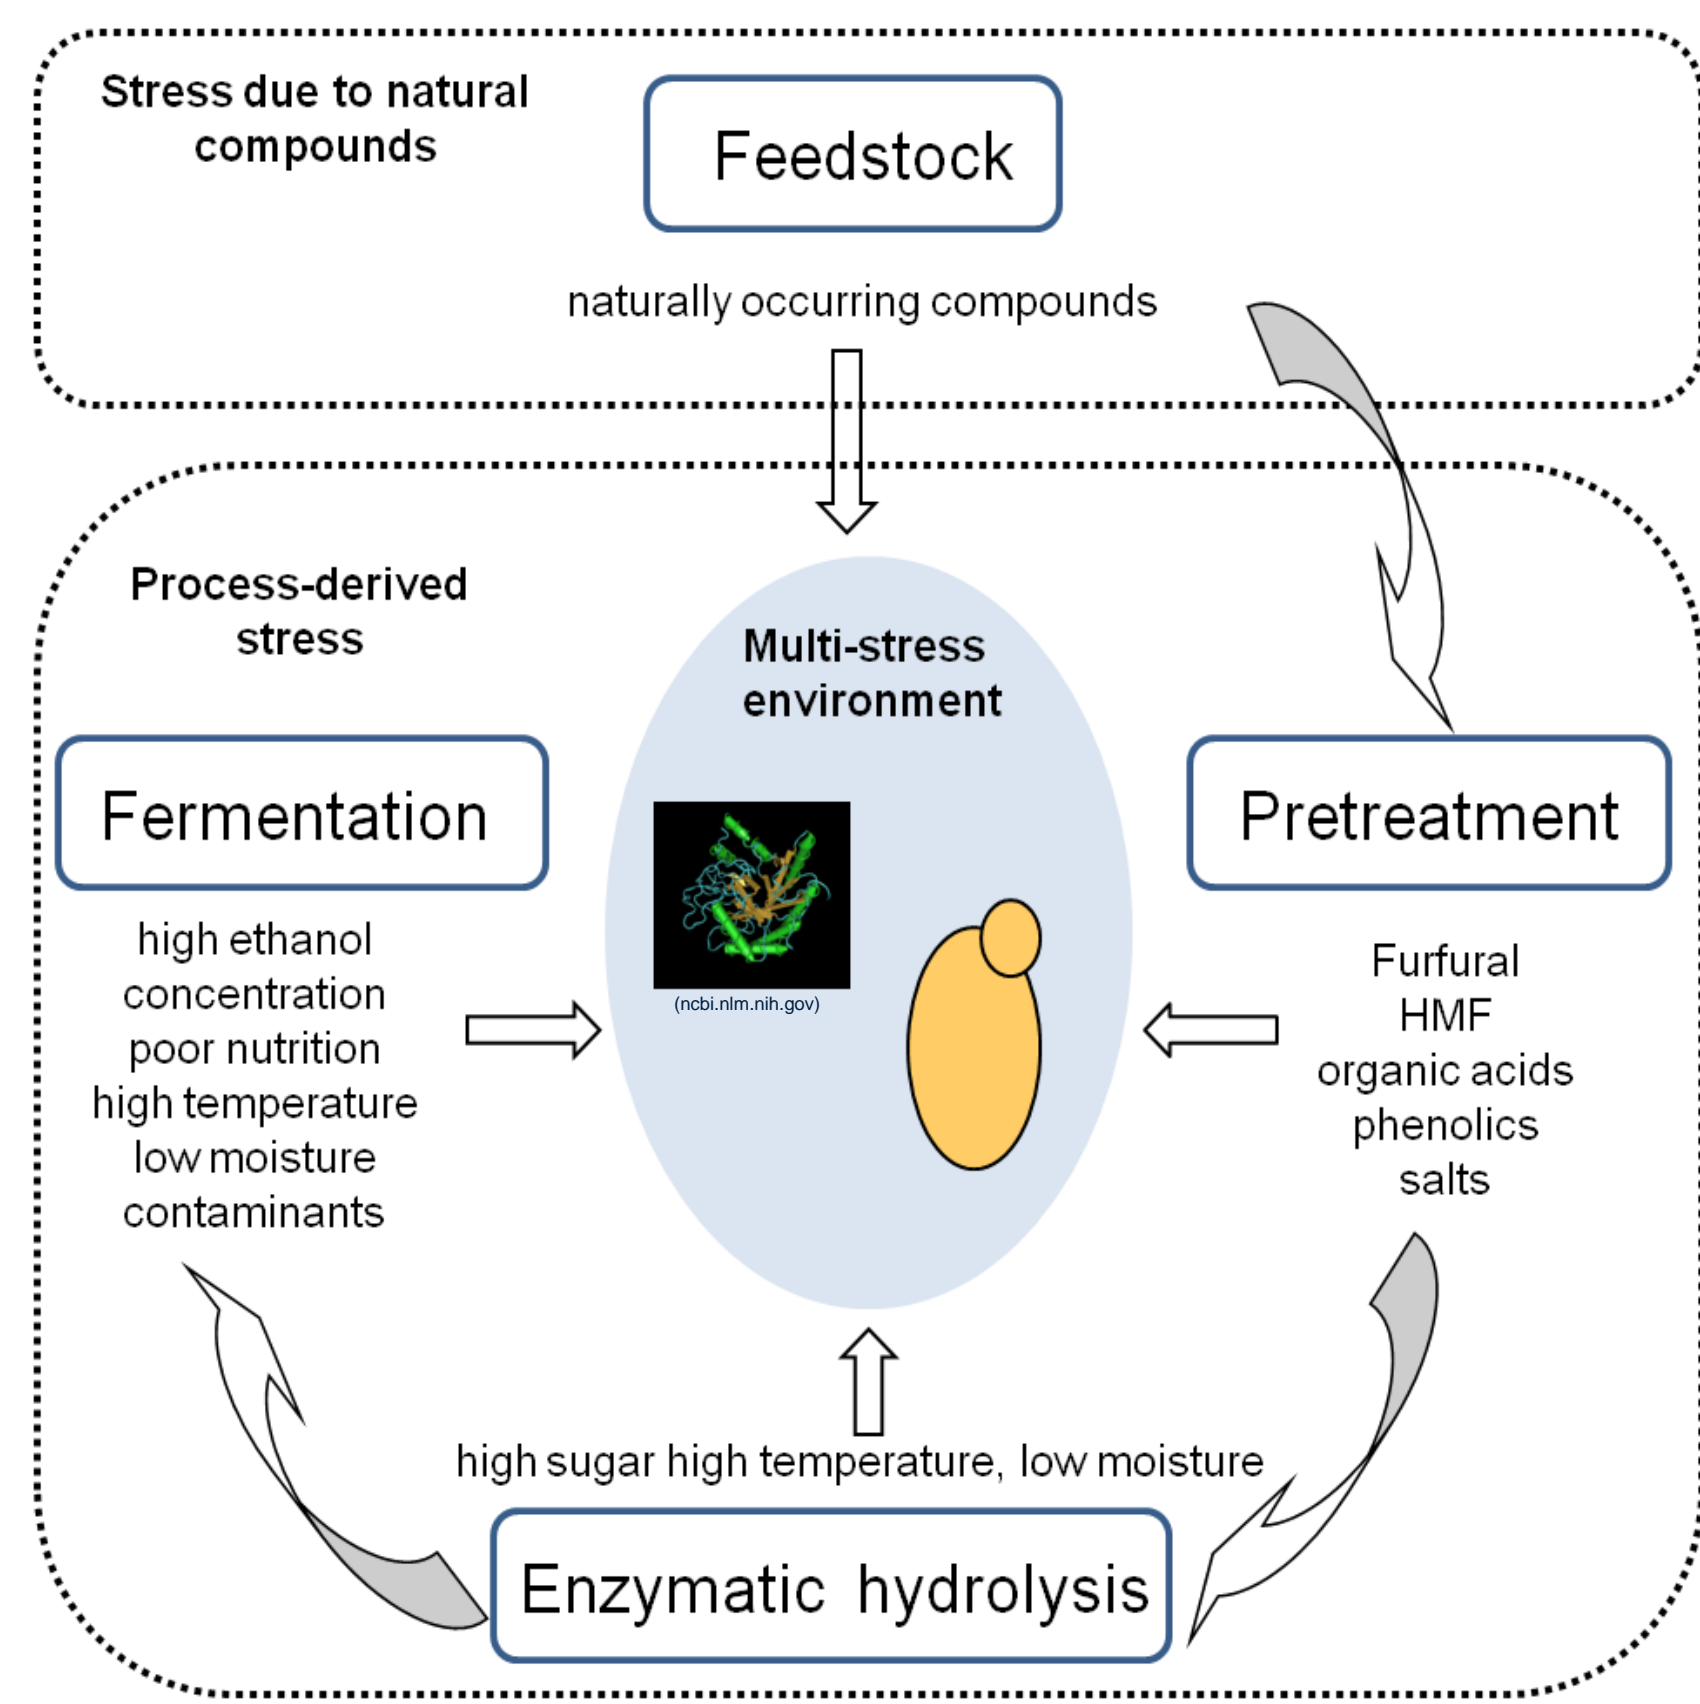 Stress due to natural
compounds
Feedstock
naturally occurring compounds
Process-derived
stress
Multi-stress
environment
Fermentation
Pretreatment
(ncbi.nlm.nih.gov)
high ethanol
concentration
poor nutrition
high temperature
low moisture
contaminants
Furfural
HMF
organic acids
phenolics
salts
high sugar high temperature, low moisture
Enzymatic hydrolysis